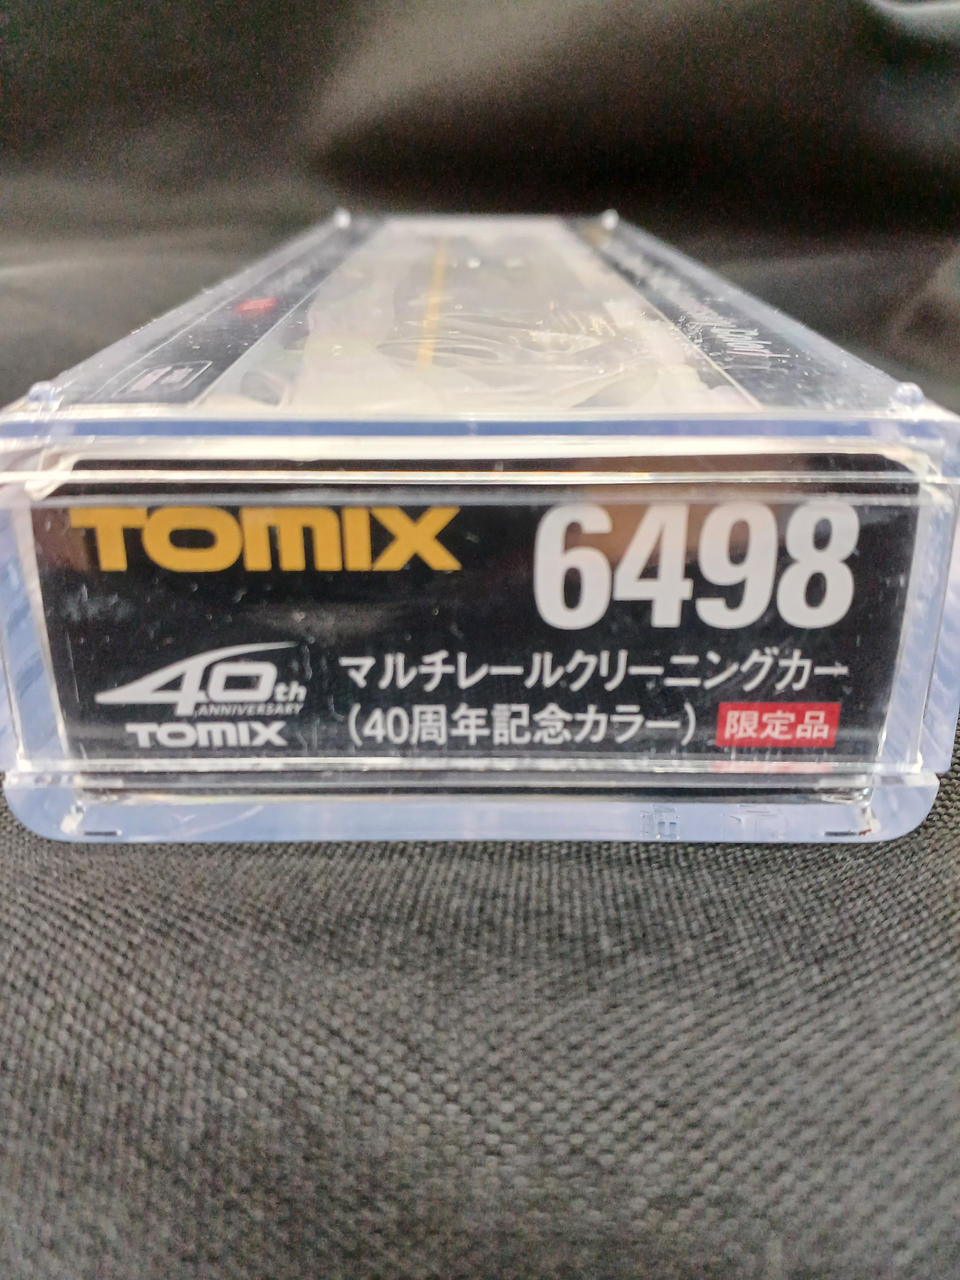 TOMIX 6498
40th
ANNIVERSARY
TOMIX
マルチレールクリーニングカー
(40周年記念カラー) 限定品